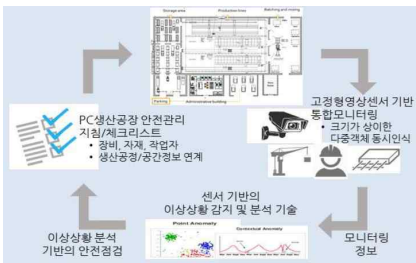 Storage area
Production lines
Batching and mixing
Parking
Administrative building
PC생산공장 안전관리
지침/체크리스트
• 장비, 자재, 작업자
• 생산공정/공간정보 연계
고정형영상센서 기반
통합모니터링
• 크기가 상이한
다중객체 동시인식
센서 기반의
이상상황 감지 및 분석 기술
Point Anomaly
Contextual Anomaly
이상상황 분석
기반의 안전점검
모니터링
정보